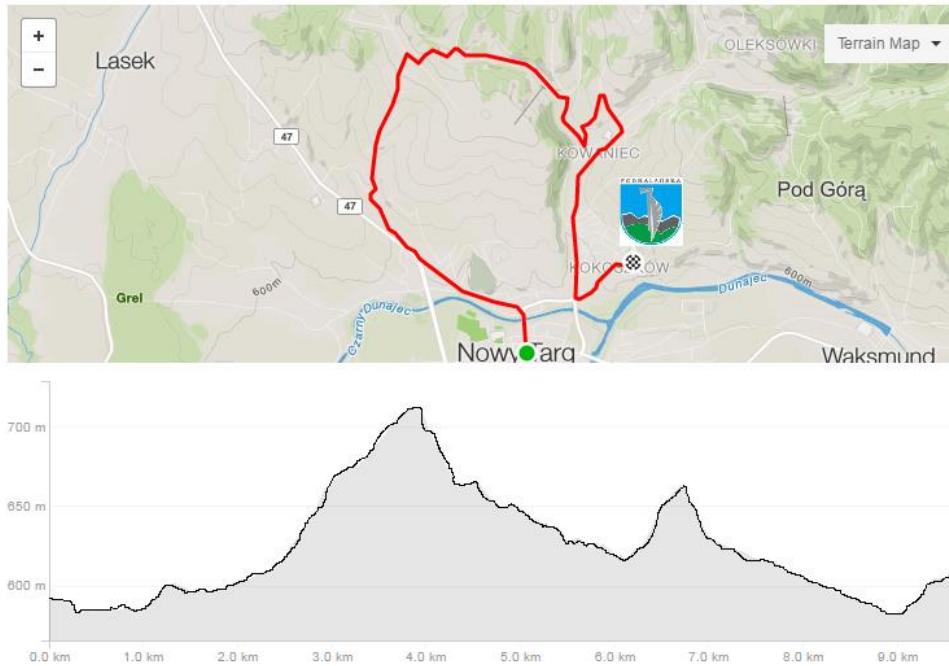 +
OLEKSÓWKI
Terrain Map
Lasek
−
47
KOWANIEC
PODHALAŃSKA
Pod Górą
47
KOKOSZKÓW
600m
600m
Dunajec
Grel
Czarny Dunajec
Nowy Targ
Waksmund
700 m
650 m
600 m
0.0 km 1.0 km 2.0 km 3.0 km 4.0 km 5.0 km 6.0 km 7.0 km 8.0 km 9.0 km